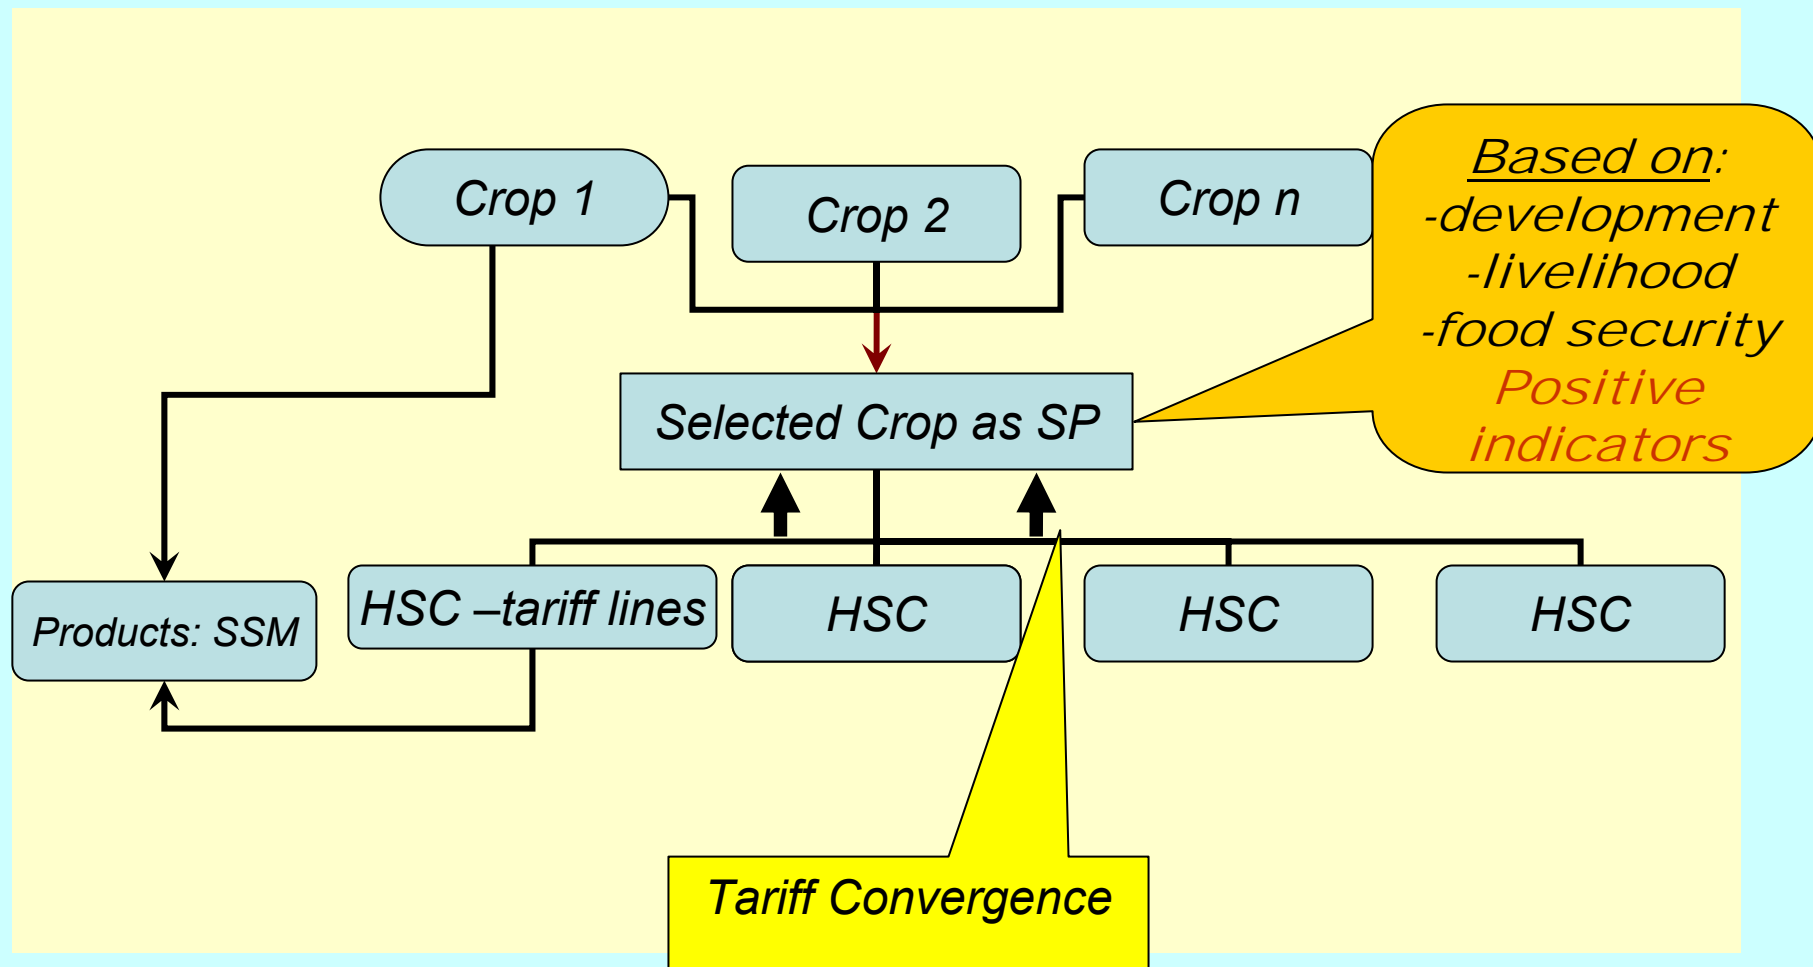 Crop 1
Crop 2
Crop n
Based on:
-development
-livelihood
-food security
Positive
indicators
Selected Crop as SP
Products: SSM
HSC –tariff lines
HSC
HSC
HSC
Tariff Convergence